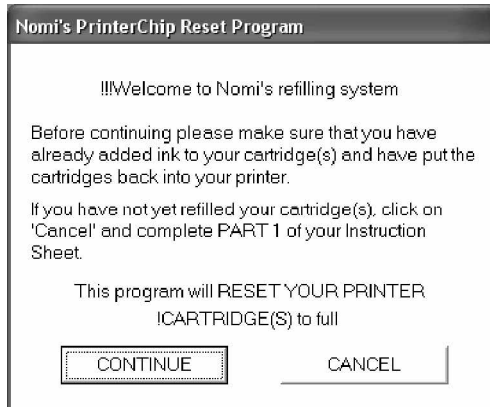 Nomi's PrinterChip Reset Program
!!!Welcome to Nomi's refilling system
Before continuing please make sure that you have
already added ink to your cartridge(s) and have put the
cartridges back into your printer.
If you have not yet refilled your cartridge(s), click on
'Cancel' and complete PART 1 of your Instruction
Sheet.
This program will RESET YOUR PRINTER
!CARTRIDGE(S) to full
CONTINUE
CANCEL